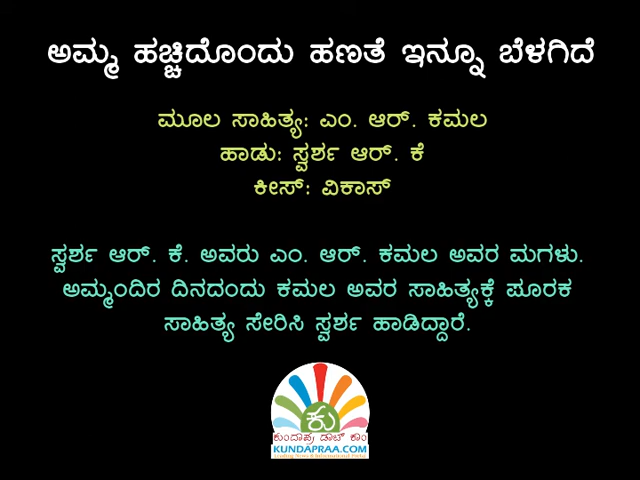 ಅಮ್ಮ ಹಚ್ಚಿದೊಂದು ಹಣತೆ ಇನ್ನೂ ಬೆಳಗಿದೆ
ಮೂಲ ಸಾಹಿತ್ಯ: ಎಂ. ಆರ್. ಕಮಲ
ಹಾಡು: ಸ್ಪರ್ಶ ಆರ್. ಕೆ
ಕೀಸ್: ವಿಕಾಸ್
ಸ್ಪರ್ಶ ಆರ್. ಕೆ. ಅವರು ಎಂ. ಆರ್. ಕಮಲ ಅವರ ಮಗಳು.
ಅಮ್ಮಂದಿರ ದಿನದಂದು ಕಮಲ ಅವರ ಸಾಹಿತ್ಯಕ್ಕೆ ಪೂರಕ
ಸಾಹಿತ್ಯ ಸೇರಿಸಿ ಸ್ಪರ್ಶ ಹಾಡಿದ್ದಾರೆ.
ಕು
ಕುಂದಾಪ್ರ ಡಾಟ್ ಕಾಂ
KUNDAPRAA.COM